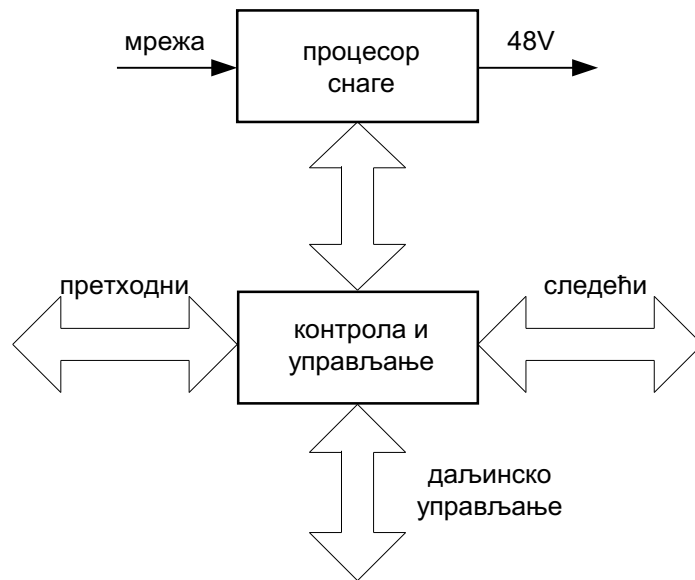 мрежа
процесор
снаге
48V
претходни
контрола и
управљање
следећи
даљинско
управљање